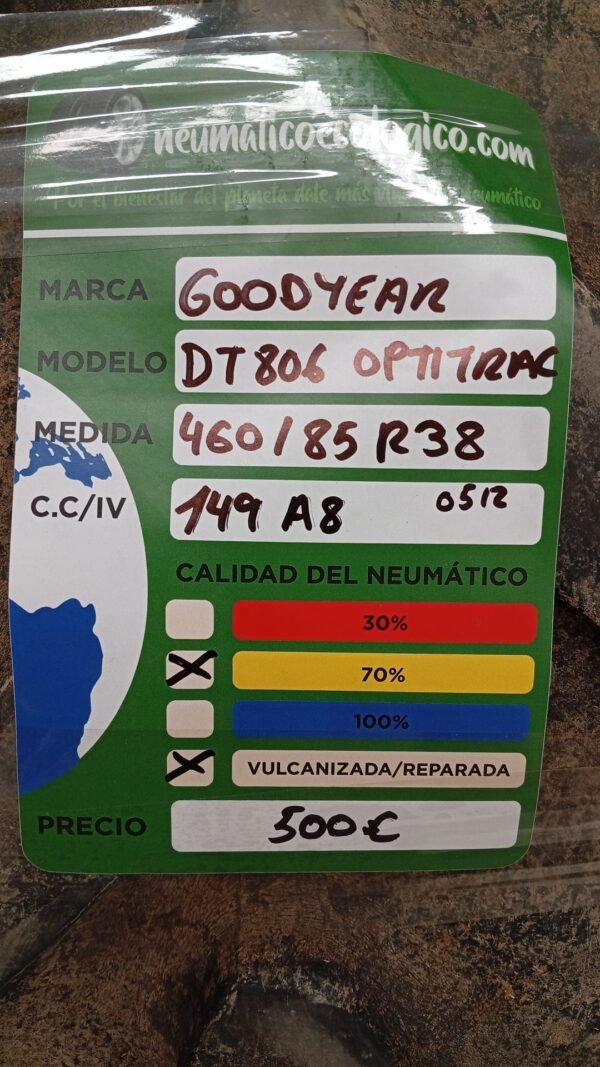 neumaticoecologico.com
Por el bienestar del planeta dale más vida al neumático
MARCA GOODYEAR
MODELO DT806 OPTITRAC
MEDIDA 460/85 R38
C.C/IV 149 A8 0512
CALIDAD DEL NEUMÁTICO
30%
X 70%
100%
X VULCANIZADA/REPARADA
PRECIO 500€